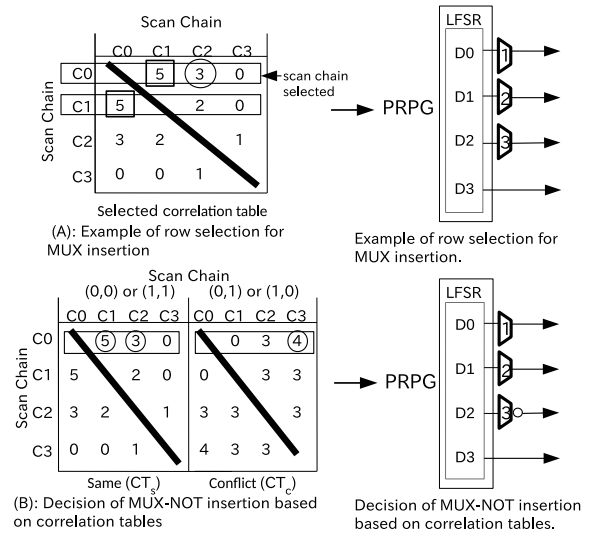 Scan Chain
C0 C1 C2 C3
C0 5 3 0
scan chain selected
C1 5 2 0
C2 3 2 1
C3 0 0 1
Scan Chain
Selected correlation table
(A): Example of row selection for
MUX insertion
PRPG
LFSR
D0 1
D1 2
D2 3
D3
Example of row selection for
MUX insertion.
Scan Chain
(0,0) or (1,1) (0,1) or (1,0)
C0 C1 C2 C3 C0 C1 C2 C3
C0 5 3 0 0 3 4
C1 5 2 0 0 3 3
C2 3 2 1 3 3 3
C3 0 0 1 4 3 3
Scan Chain
Same (CTs) Conflict (CTc)
(B): Decision of MUX-NOT insertion based
on correlation tables
PRPG
LFSR
D0 1
D1 2
D2 3
D3
Decision of MUX-NOT insertion
based on correlation tables.